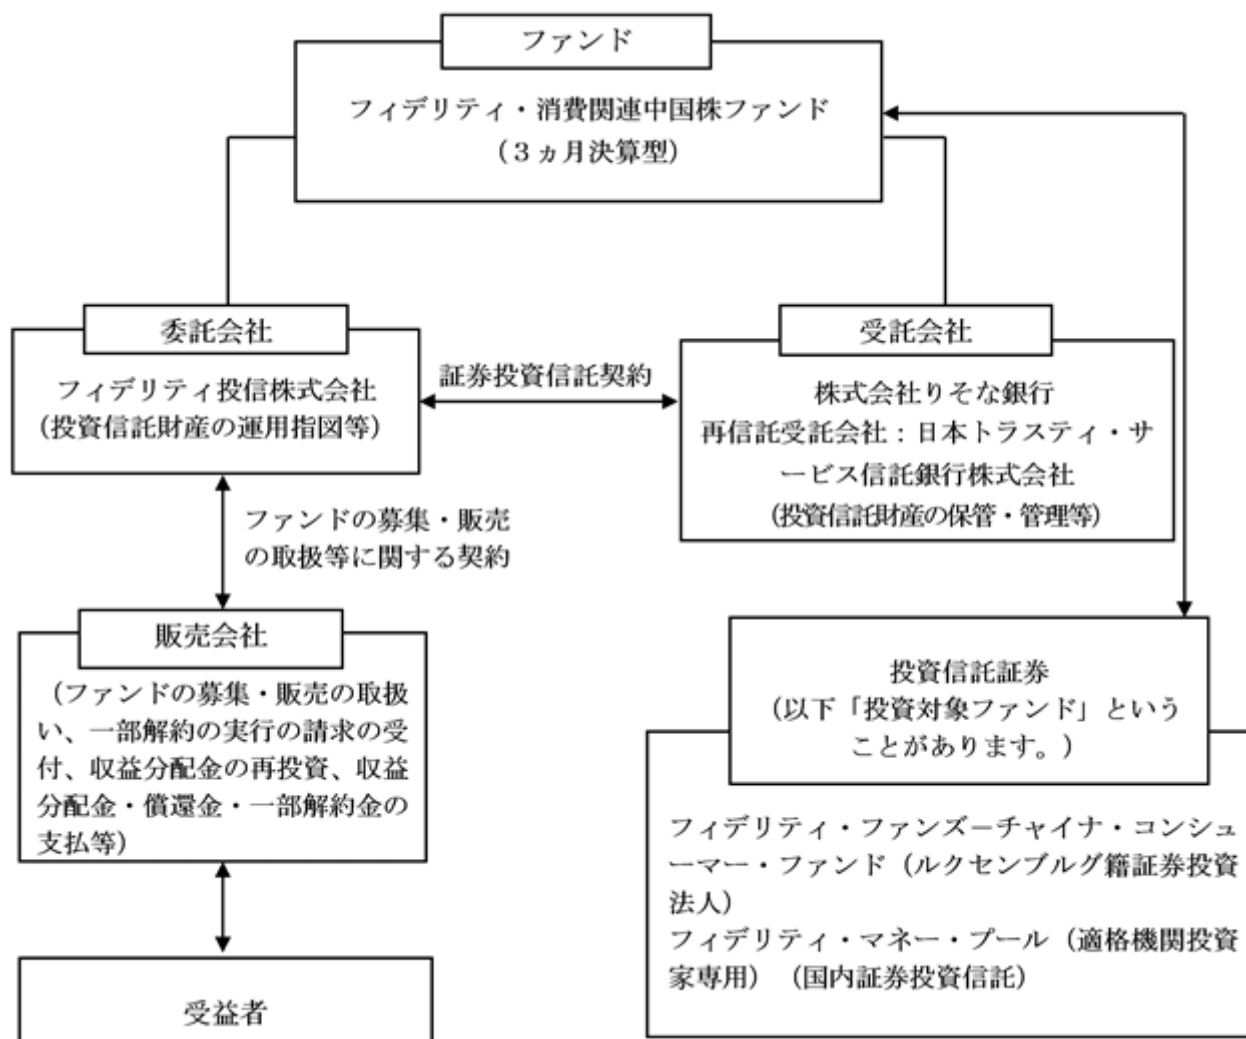 ファンド
フィデリティ・消費関連中国株ファンド
（３ヵ月決算型）
委託会社
フィデリティ投信株式会社
（投資信託財産の運用指図等）
証券投資信託契約
受託会社
株式会社りそな銀行
再信託受託会社：日本トラスティ・サ
ービス信託銀行株式会社
（投資信託財産の保管・管理等）
ファンドの募集・販売
の取扱等に関する契約
販売会社
（ファンドの募集・販売の取扱
い、一部解約の実行の請求の受
付、収益分配金の再投資、収益
分配金・償還金・一部解約金の
支払等）
受益者
投資信託証券
（以下「投資対象ファンド」という
ことがあります。）
フィデリティ・ファンズ－チャイナ・コンシュ
ーマー・ファンド（ルクセンブルグ籍証券投資
法人）
フィデリティ・マネー・プール（適格機関投資
家専用）（国内証券投資信託）